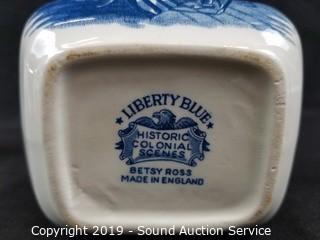 LIBERTY BLUE
HISTORIC
COLONIAL
SCENES
BETSY ROSS
MADE IN ENGLAND
Copyright 2019 - Sound Auction Service